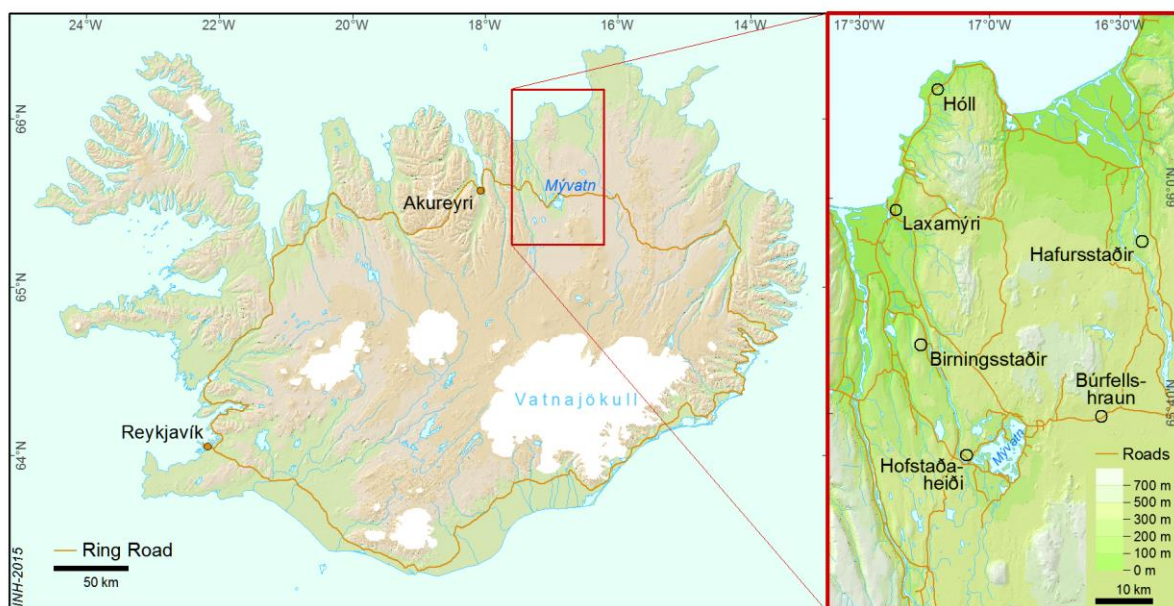 24°W
22°W
20°W
18°W
16°W
14°W
66°N
65°N
64°N
Akureyri
Mývatn
Vatnajökull
Reykjavík
Ring Road
50 km
INH-2015
17°30'W
17°0'W
16°30'W
66°0'N
65°40'N
Hóll
Laxamýri
Hafursstaðir
Birningsstaðir
Búrfells-
hraun
Mývatn
Hofstaða-
heiði
Roads
700 m
500 m
300 m
200 m
100 m
0 m
10 km